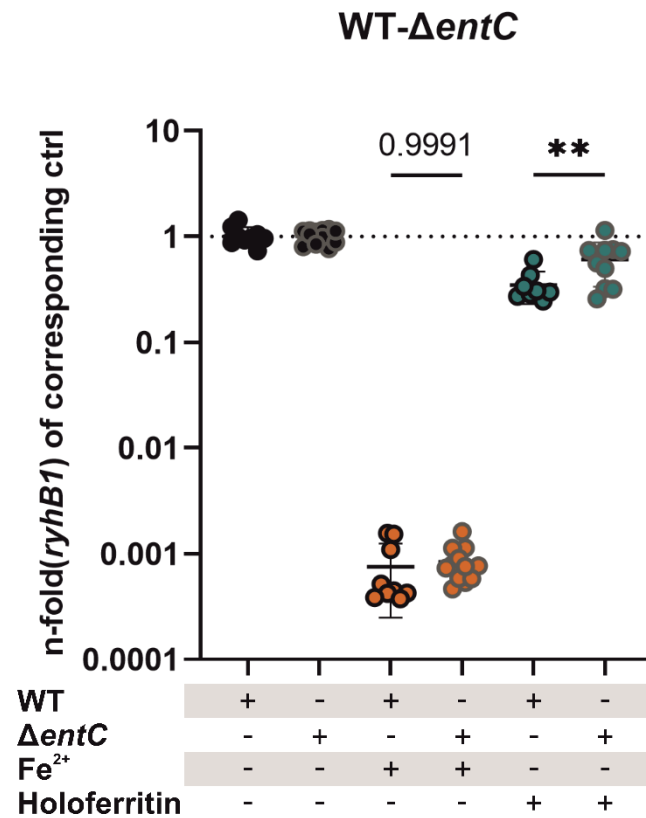 WT-ΔentC
n-fold(ryhB1) of corresponding ctrl
10
1
0.1
0.01
0.001
0.0001
0.9991
**
WT + - + - + -
ΔentC - + - + - +
Fe²⁺ - - + + - -
Holoferritin - - - - + +